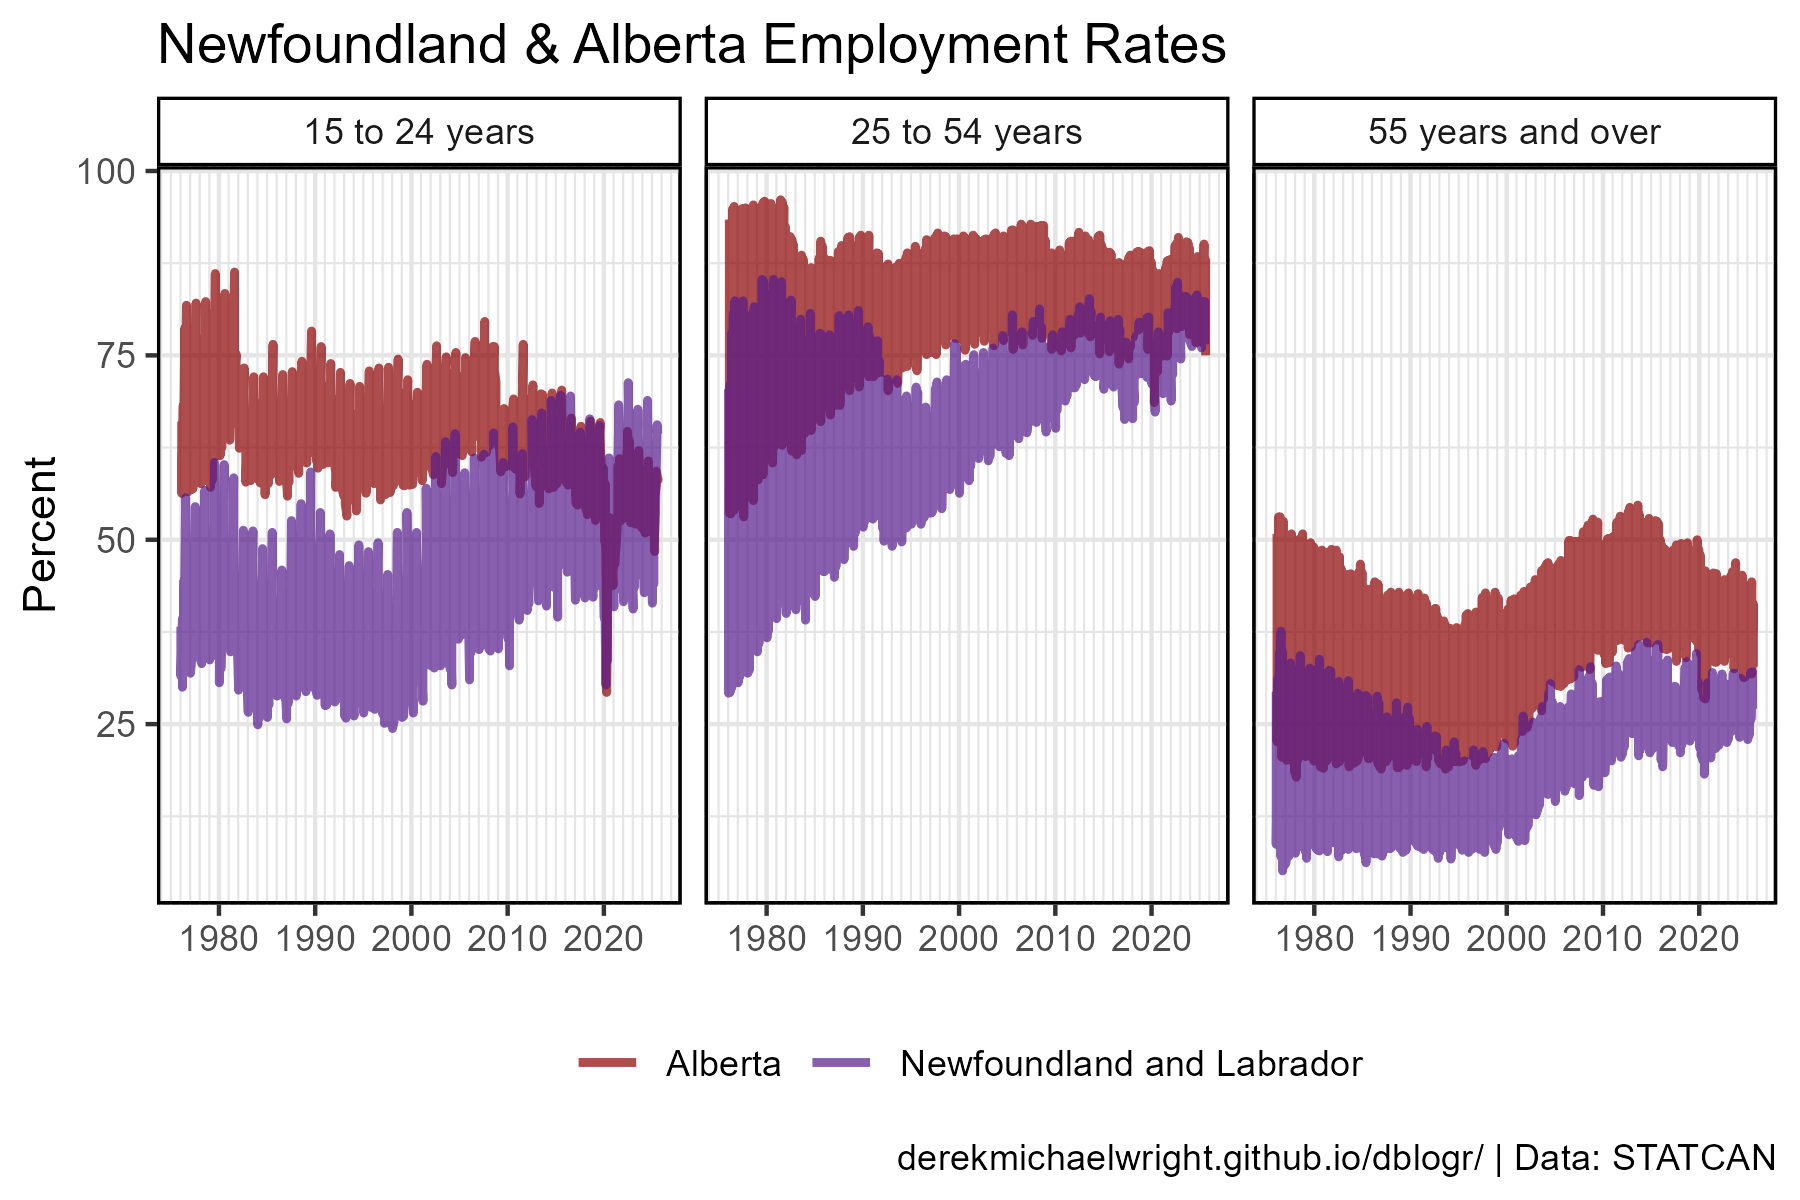 Newfoundland & Alberta Employment Rates
15 to 24 years
25 to 54 years
55 years and over
Percent
100
75
50
25
1980 1990 2000 2010 2020
1980 1990 2000 2010 2020
1980 1990 2000 2010 2020
Alberta
Newfoundland and Labrador
derekmichaelwright.github.io/dblogr/ | Data: STATCAN